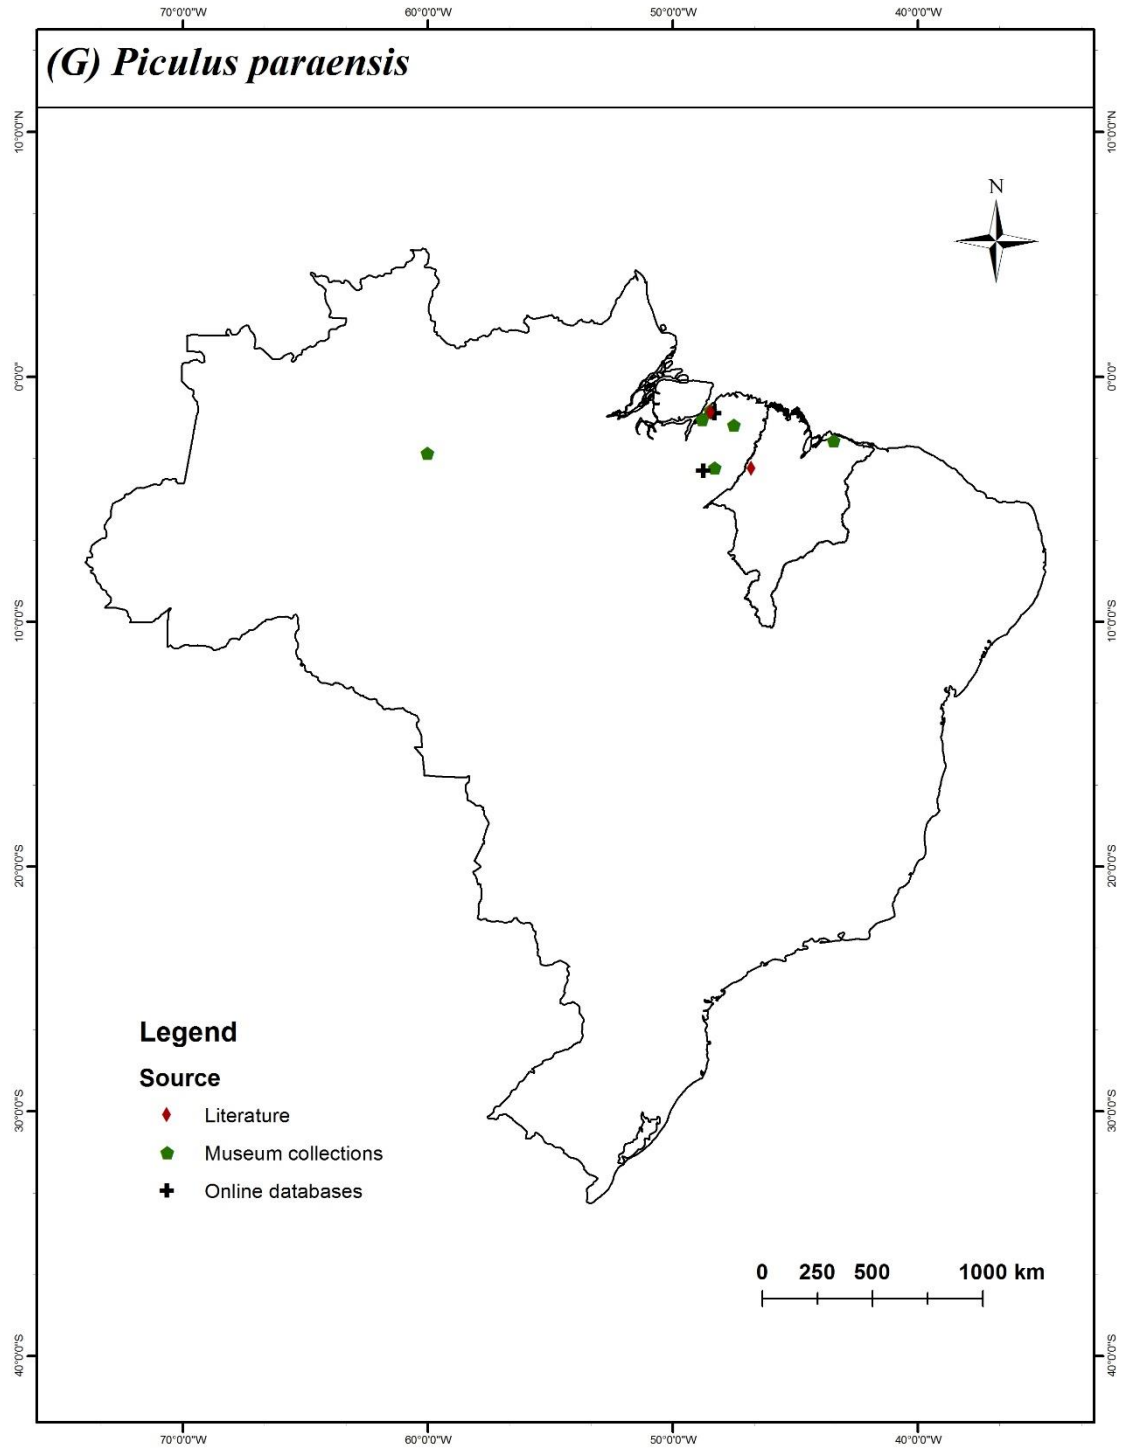 70°0'0"W 60°0'0"W 50°0'0"W 40°0'0"W
(G) Piculus paraensis
10°0'0"N 10°0'0"N
N
0°0'0" 0°0'0"
10°0'0"S 10°0'0"S
20°0'0"S 20°0'0"S
Legend
Source
Literature
Museum collections
Online databases
30°0'0"S 30°0'0"S
0 250 500 1000 km
40°0'0"S 40°0'0"S
70°0'0"W 60°0'0"W 50°0'0"W 40°0'0"W